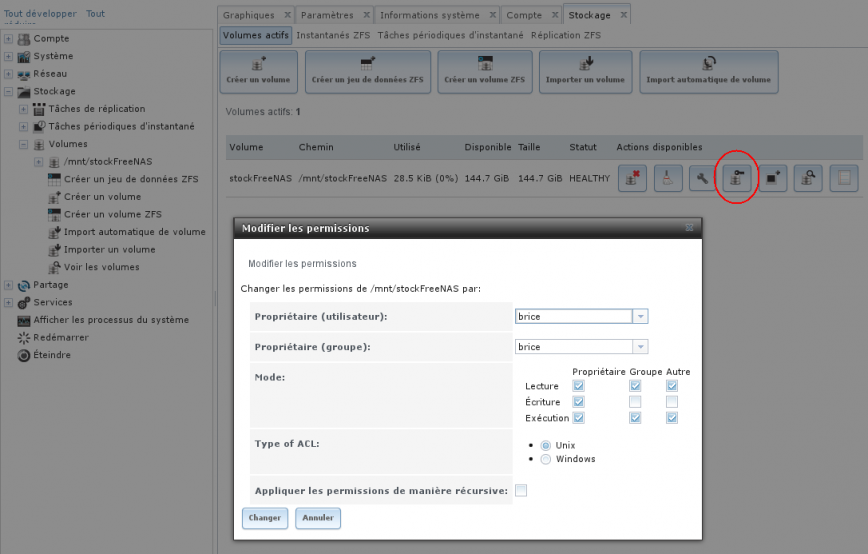 Tout développer Tout
Graphiques Paramètres Informations système Compte Stockage
Volumes actifs Instantanés ZFS Tâches périodiques d'instantané Réplication ZFS
Compte
Système
Réseau
Stockage
Tâches de réplication
Tâches périodiques d'instantané
Volumes
/mnt/stockFreeNAS
Créer un jeu de données ZFS
Créer un volume
Créer un volume ZFS
Import automatique de volume
Importer un volume
Voir les volumes
Partage
Services
Afficher les processus du système
Redémarrer
Éteindre
Créer un volume Créer un jeu de données ZFS Créer un volume ZFS Importer un volume Import automatique de volume
Volumes actifs: 1
Volume Chemin Utilisé Disponible Taille Statut Actions disponibles
stockFreeNAS /mnt/stockFreeNAS 28.5 KiB (0%) 144.7 GiB 144.7 GiB HEALTHY
Modifier les permissions
Modifier les permissions
Changer les permissions de /mnt/stockFreeNAS par:
Propriétaire (utilisateur): brice
Propriétaire (groupe): brice
Mode:
Propriétaire Groupe Autre
Lecture
Écriture
Exécution
Type of ACL:
Unix
Windows
Appliquer les permissions de manière récursive:
Changer Annuler